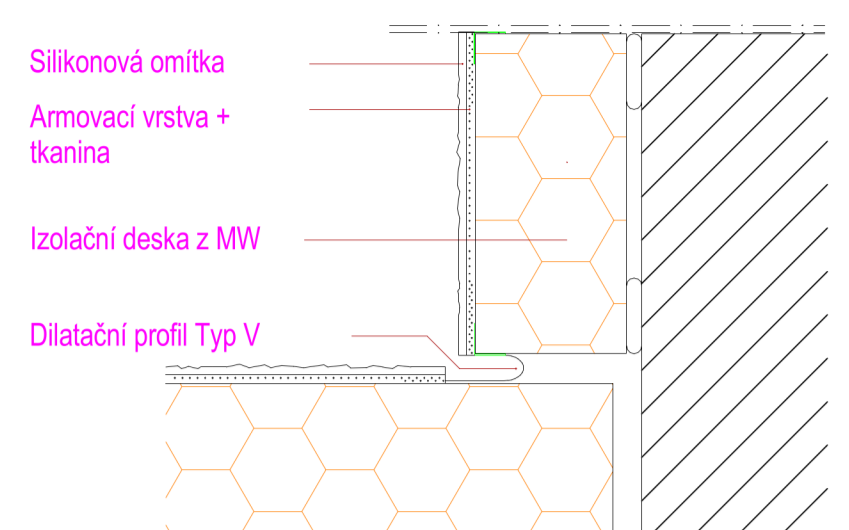 Silikonová omítka
Armovací vrstva +
tkanina
Izolační deska z MW
Dilatační profil Typ V